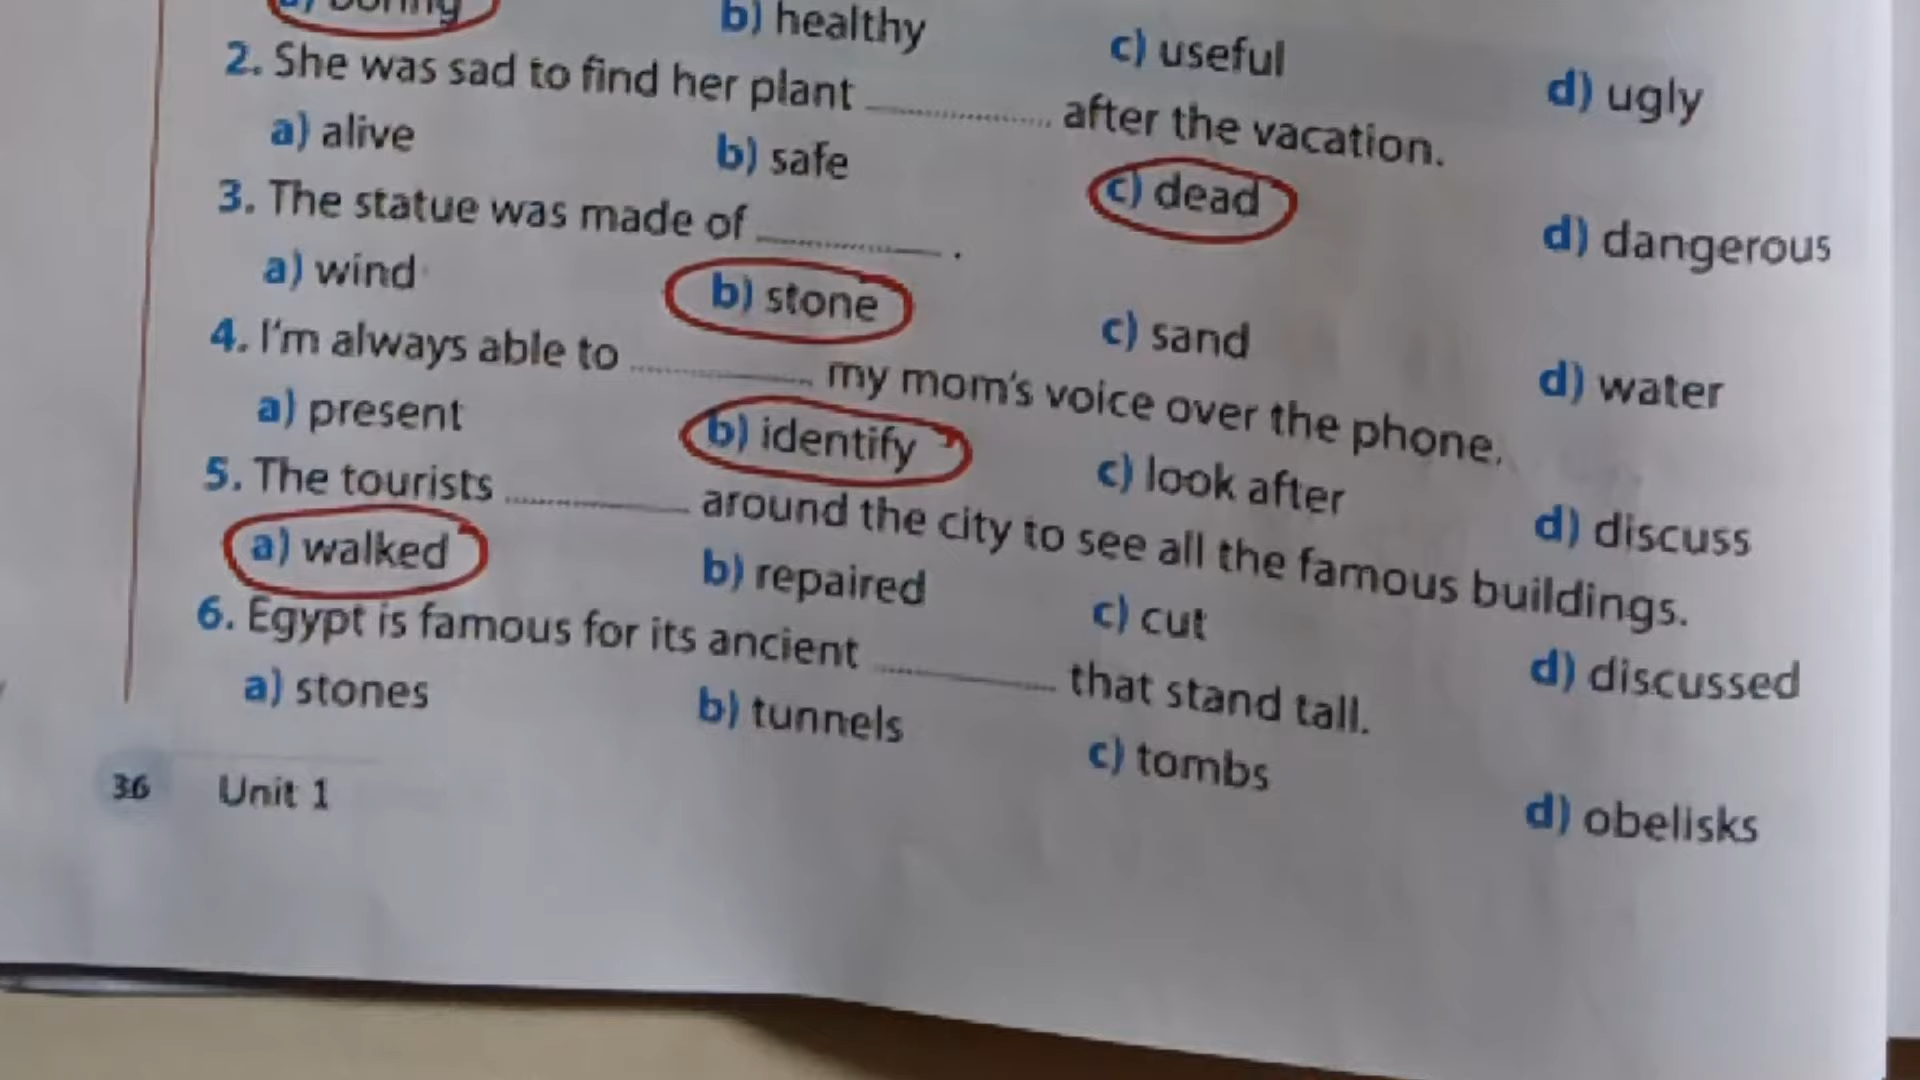 a) boring b) healthy c) useful d) ugly
2. She was sad to find her plant ............ after the vacation.
a) alive b) safe c) dead d) dangerous
3. The statue was made of ............ .
a) wind b) stone c) sand d) water
4. I'm always able to ............ my mom's voice over the phone.
a) present b) identify c) look after d) discuss
5. The tourists ............ around the city to see all the famous buildings.
a) walked b) repaired c) cut d) discussed
6. Egypt is famous for its ancient ............ that stand tall.
a) stones b) tunnels c) tombs d) obelisks
36 Unit 1